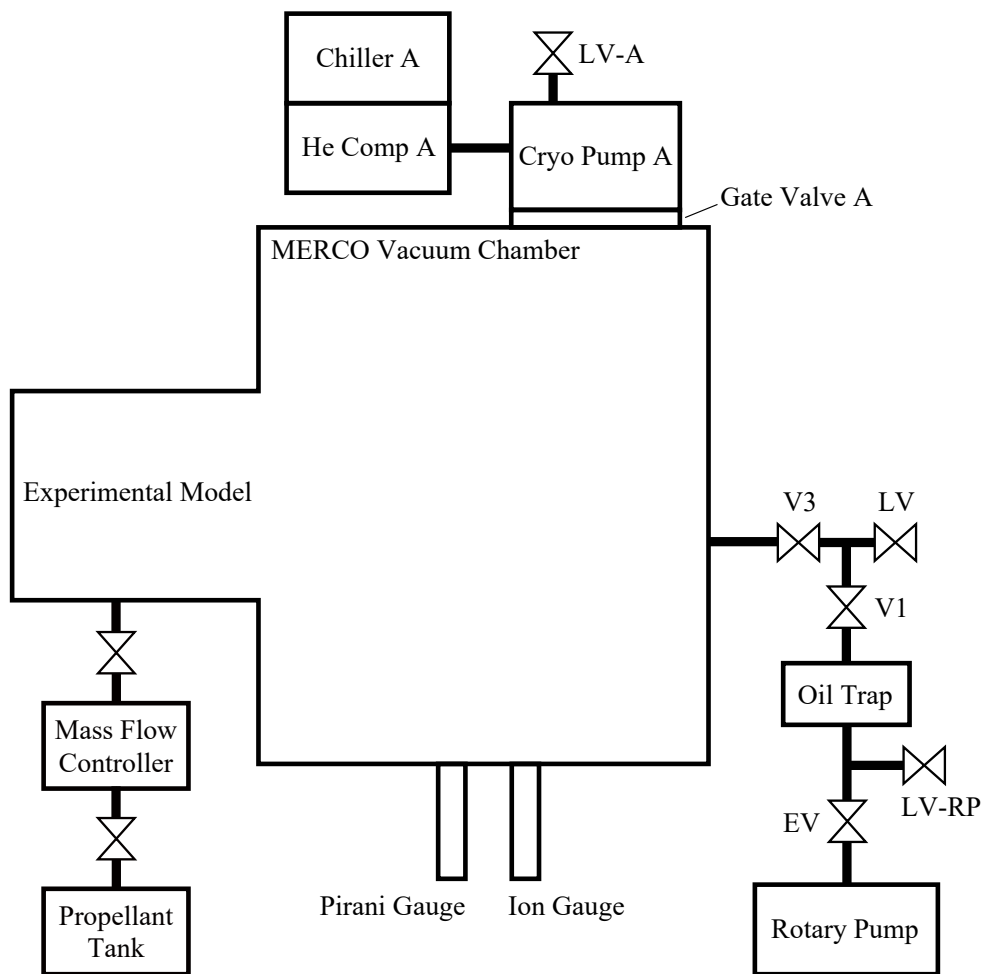 Chiller A
LV-A
He Comp A
Cryo Pump A
Gate Valve A
MERCO Vacuum Chamber
Experimental Model
V3
LV
V1
Oil Trap
Mass Flow
Controller
LV-RP
EV
Pirani Gauge
Ion Gauge
Propellant
Tank
Rotary Pump